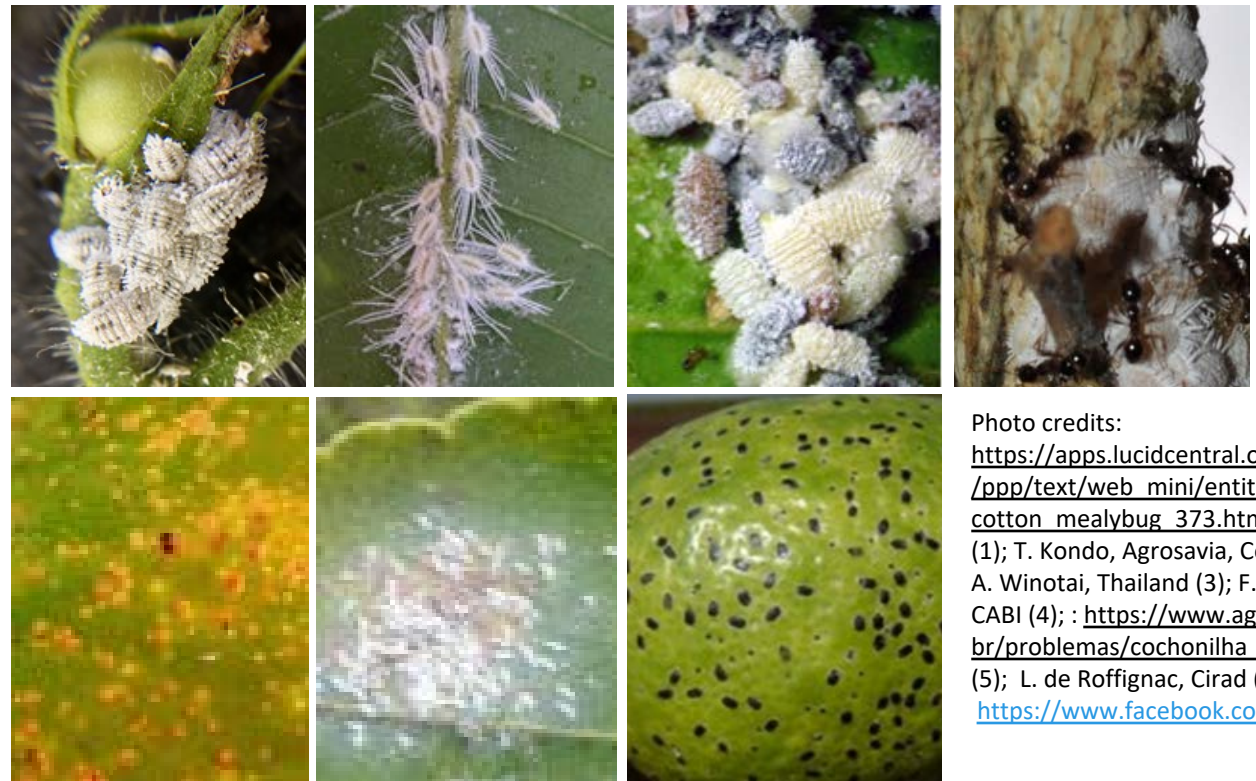 Photo credits:
https://apps.lucidcentral.c
/ppp/text/web_mini/entit
cotton_mealybug_373.htm
(1); T. Kondo, Agrosavia, C
A. Winotai, Thailand (3); F.
CABI (4); : https://www.ag
br/problemas/cochonilha_
(5); L. de Roffignac, Cirad (
https://www.facebook.co